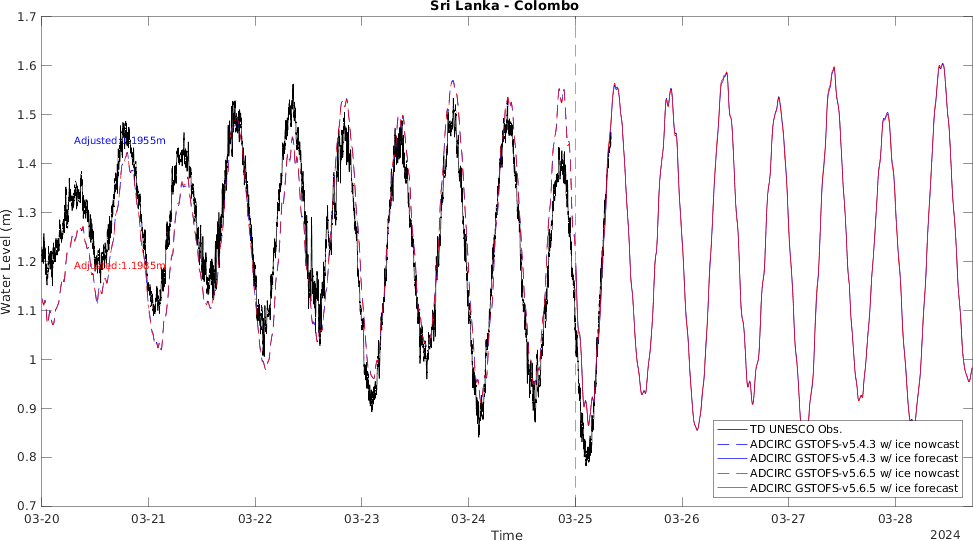 Sri Lanka - Colombo
1.7
1.6
1.5
1.4
1.3
1.2
1.1
1
0.9
0.8
0.7
Water Level (m)
Adjusted:1.1955m
Adjusted:1.1985m
TD UNESCO Obs.
ADCIRC GSTOFS-v5.4.3 w/ ice nowcast
ADCIRC GSTOFS-v5.4.3 w/ ice forecast
ADCIRC GSTOFS-v5.6.5 w/ ice nowcast
ADCIRC GSTOFS-v5.6.5 w/ ice forecast
03-20 03-21 03-22 03-23 03-24 03-25 03-26 03-27 03-28
Time
2024